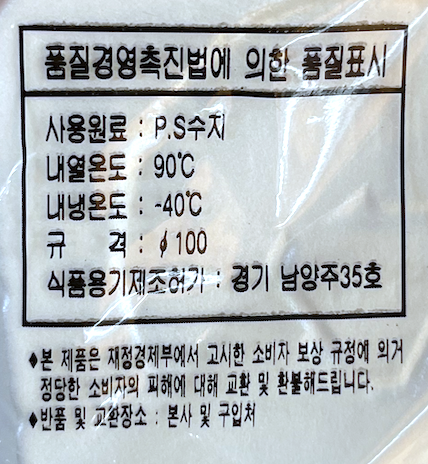 품질경영촉진법에 의한 품질표시
사용원료 : P.S수지
내열온도 : 90℃
내냉온도 : -40℃
규 격 : ∮100
식품용기제조허가 : 경기 남양주35호
◆본 제품은 재정경제부에서 고시한 소비자 보상 규정에 의거
정당한 소비자의 피해에 대해 교환 및 환불해드립니다.
◆반품 및 교환장소 : 본사 및 구입처